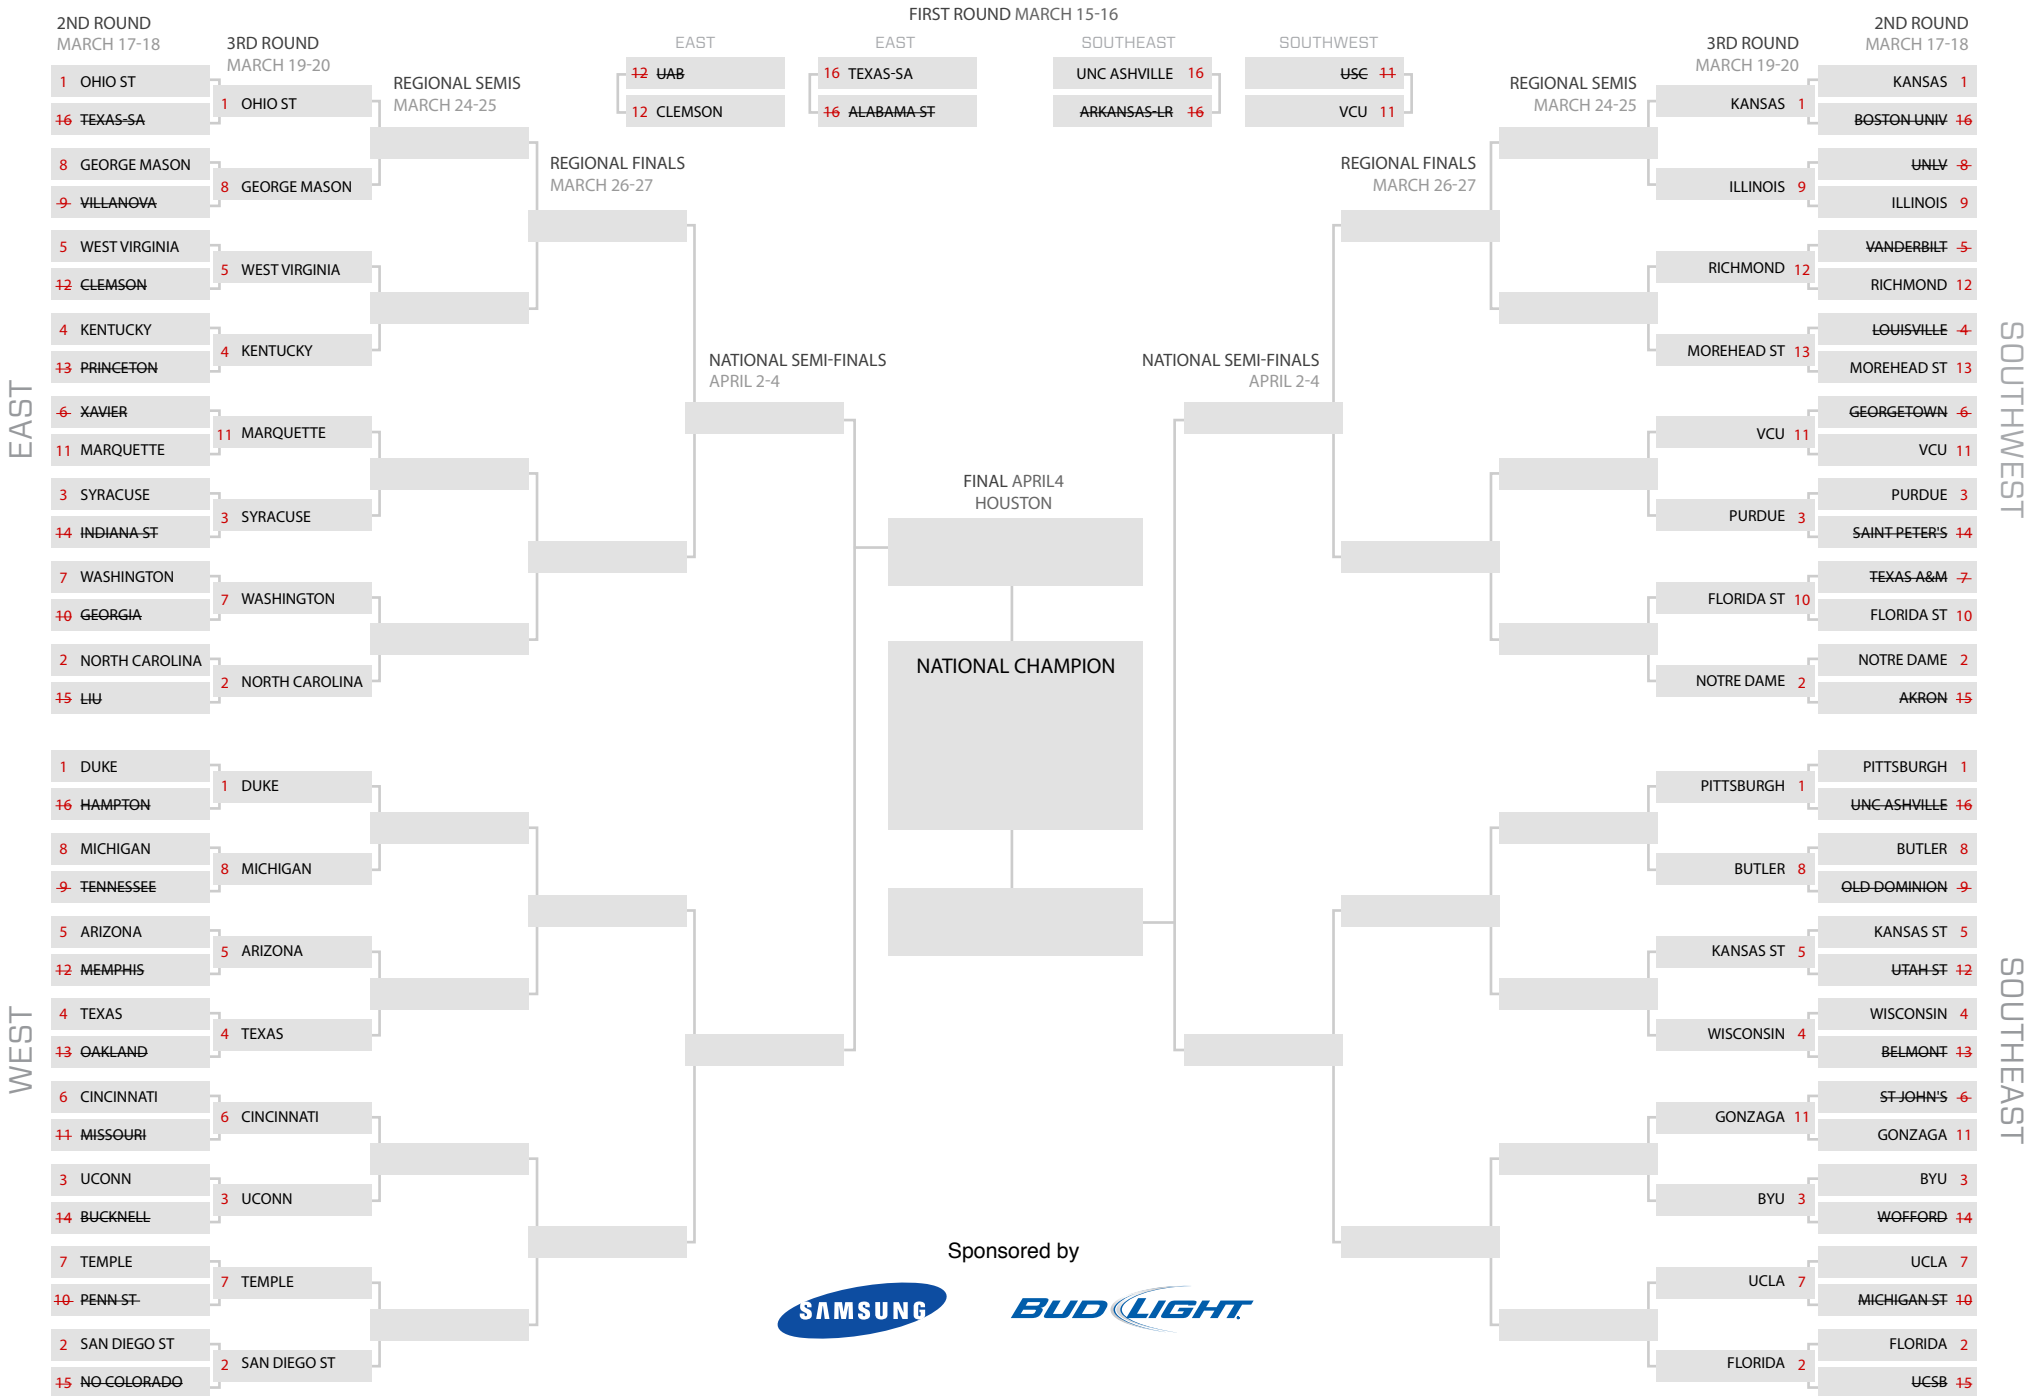 FIRST ROUND MARCH 15-16
EAST
12 UAB
12 CLEMSON
EAST
16 TEXAS-SA
16 ALABAMA ST
SOUTHEAST
UNC ASHVILLE 16
ARKANSAS-LR 16
SOUTHWEST
USC 11
VCU 11
2ND ROUND
MARCH 17-18
EAST
1 OHIO ST
16 TEXAS-SA
8 GEORGE MASON
9 VILLANOVA
5 WEST VIRGINIA
12 CLEMSON
4 KENTUCKY
13 PRINCETON
6 XAVIER
11 MARQUETTE
3 SYRACUSE
14 INDIANA ST
7 WASHINGTON
10 GEORGIA
2 NORTH CAROLINA
15 LIU
WEST
1 DUKE
16 HAMPTON
8 MICHIGAN
9 TENNESSEE
5 ARIZONA
12 MEMPHIS
4 TEXAS
13 OAKLAND
6 CINCINNATI
11 MISSOURI
3 UCONN
14 BUCKNELL
7 TEMPLE
10 PENN ST
2 SAN DIEGO ST
15 NO COLORADO
3RD ROUND
MARCH 19-20
1 OHIO ST
8 GEORGE MASON
5 WEST VIRGINIA
4 KENTUCKY
11 MARQUETTE
3 SYRACUSE
7 WASHINGTON
2 NORTH CAROLINA
1 DUKE
8 MICHIGAN
5 ARIZONA
4 TEXAS
6 CINCINNATI
3 UCONN
7 TEMPLE
2 SAN DIEGO ST
REGIONAL SEMIS
MARCH 24-25
REGIONAL FINALS
MARCH 26-27
NATIONAL SEMI-FINALS
APRIL 2-4
FINAL APRIL4
HOUSTON
NATIONAL CHAMPION
Sponsored by
SAMSUNG
BUD LIGHT.
NATIONAL SEMI-FINALS
APRIL 2-4
REGIONAL FINALS
MARCH 26-27
REGIONAL SEMIS
MARCH 24-25
3RD ROUND
MARCH 19-20
KANSAS 1
ILLINOIS 9
RICHMOND 12
MOREHEAD ST 13
VCU 11
PURDUE 3
FLORIDA ST 10
NOTRE DAME 2
PITTSBURGH 1
BUTLER 8
KANSAS ST 5
WISCONSIN 4
GONZAGA 11
BYU 3
UCLA 7
FLORIDA 2
2ND ROUND
MARCH 17-18
SOUTHWEST
KANSAS 1
BOSTON UNIV 16
UNLV 8
ILLINOIS 9
VANDERBILT 5
RICHMOND 12
LOUISVILLE 4
MOREHEAD ST 13
GEORGETOWN 6
VCU 11
PURDUE 3
SAINT PETER'S 14
TEXAS A&M 7
FLORIDA ST 10
NOTRE DAME 2
AKRON 15
SOUTHEAST
PITTSBURGH 1
UNC ASHVILLE 16
BUTLER 8
OLD DOMINION 9
KANSAS ST 5
UTAH ST 12
WISCONSIN 4
BELMONT 13
ST JOHN'S 6
GONZAGA 11
BYU 3
WOFFORD 14
UCLA 7
MICHIGAN ST 10
FLORIDA 2
UCSB 15